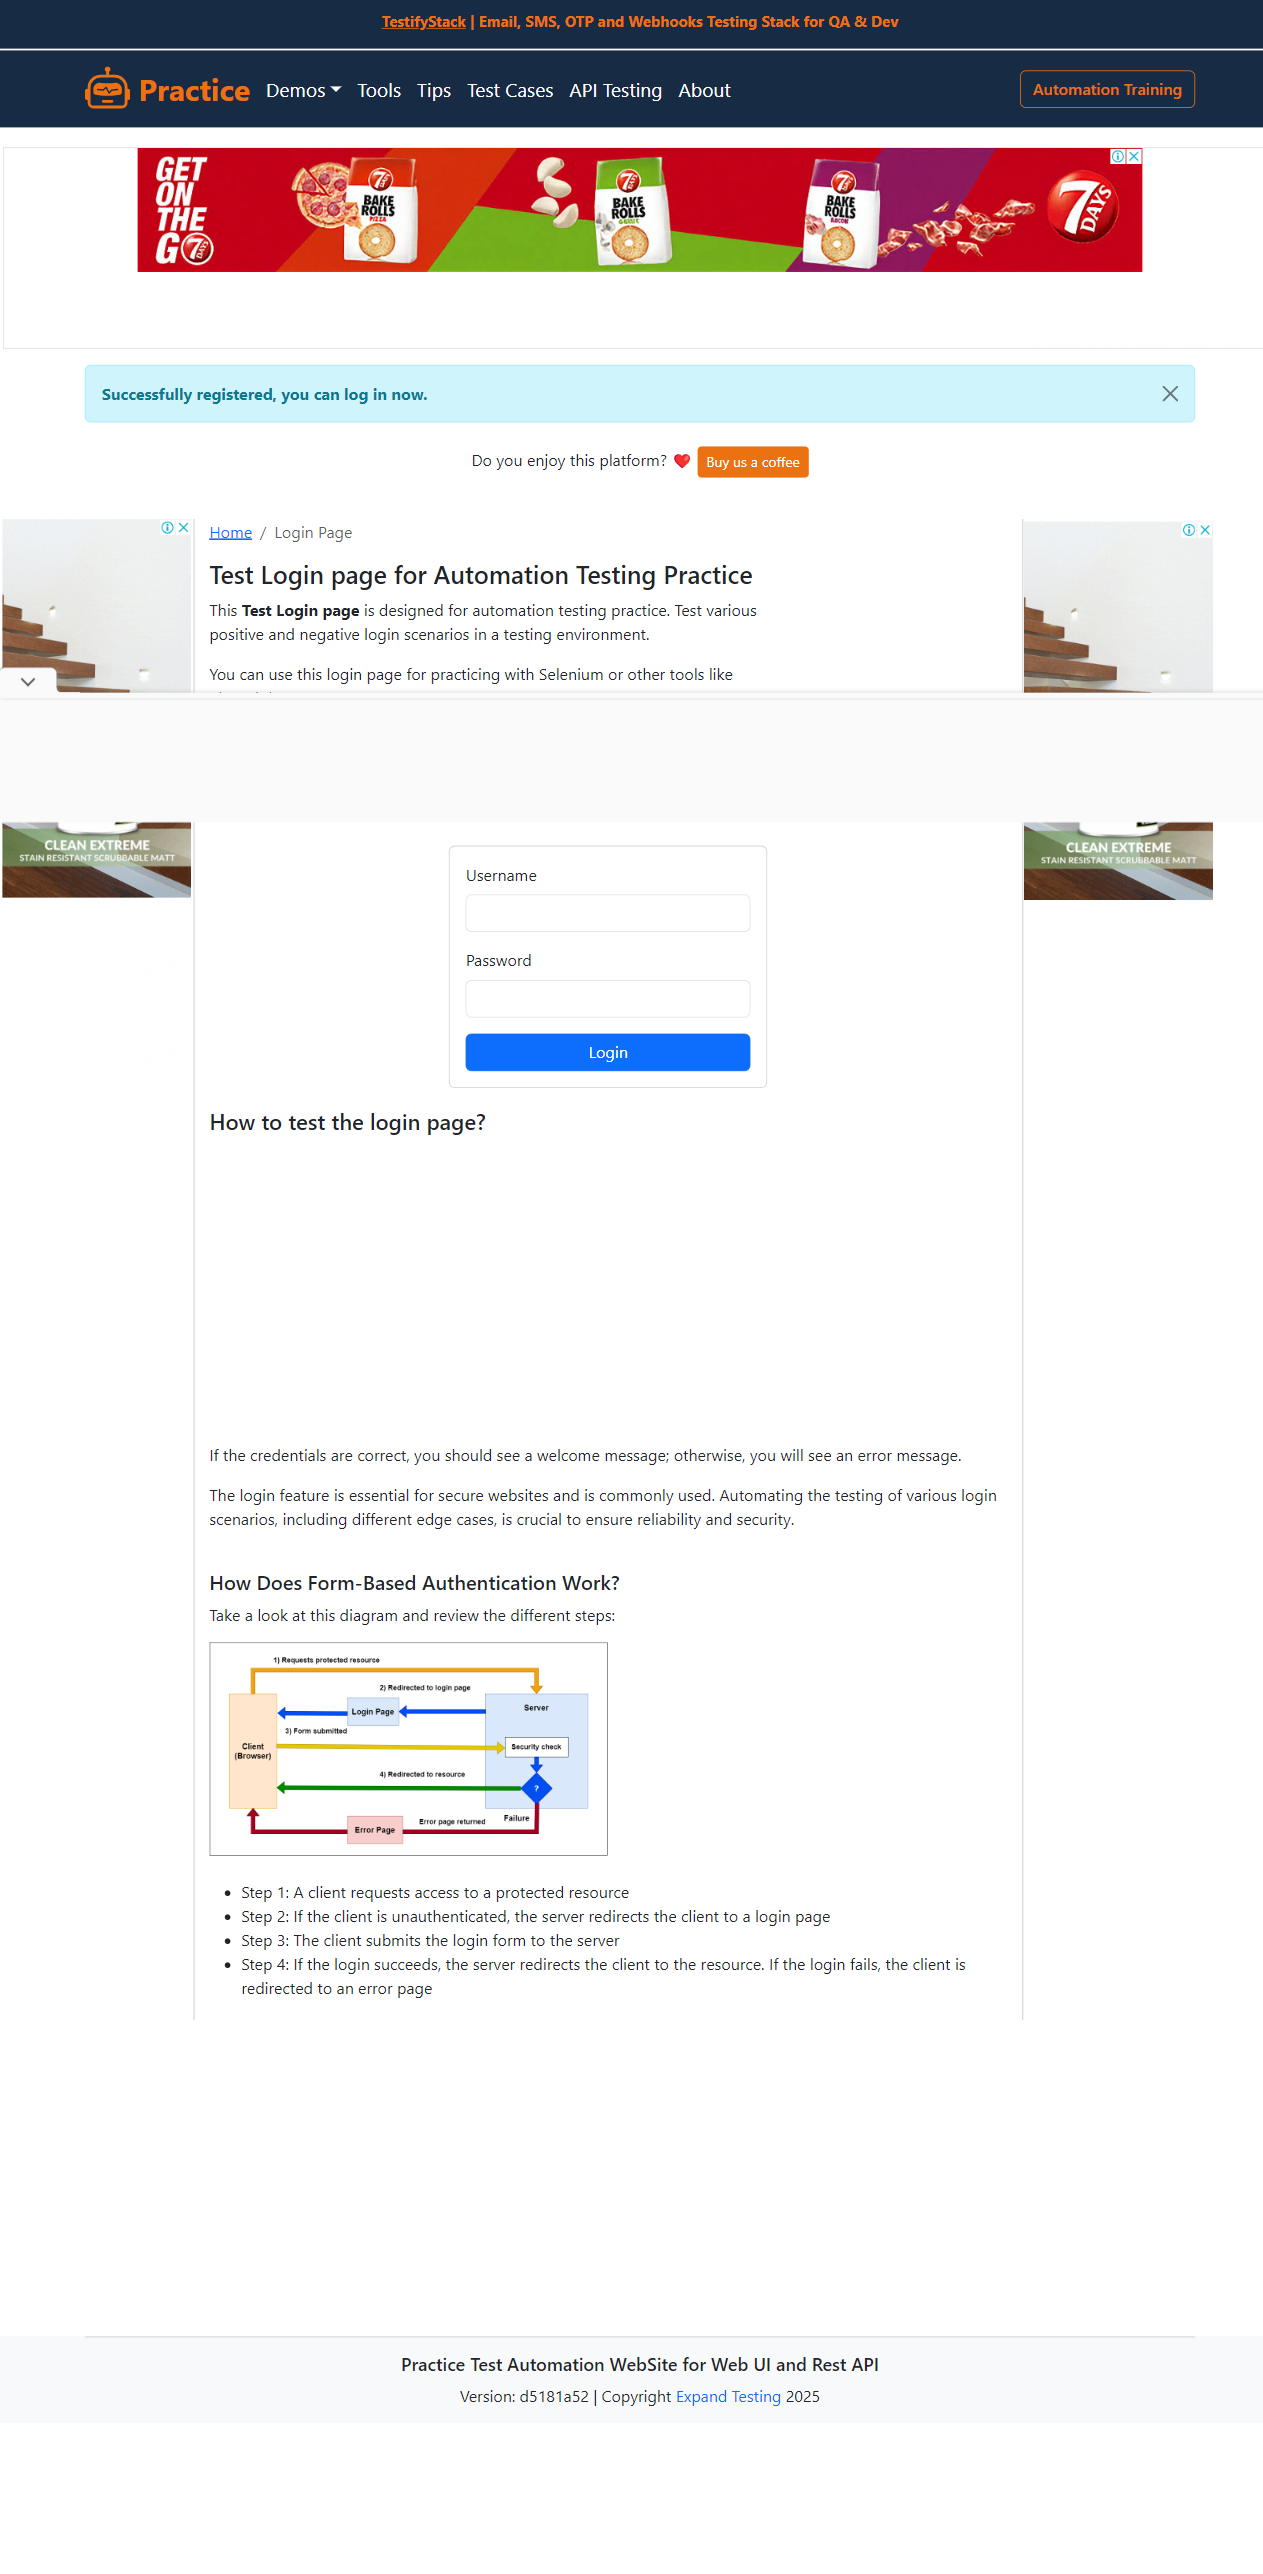 TestifyStack | Email, SMS, OTP and Webhooks Testing Stack for QA & Dev
Practice Demos Tools Tips Test Cases API Testing About Automation Training
GET
ON
THE
GO 7DAYS
7DAYS BAKE ROLLS PIZZA
7DAYS BAKE ROLLS GARLIC
7DAYS BAKE ROLLS BACON
7DAYS
Successfully registered, you can log in now.
Do you enjoy this platform? Buy us a coffee
Home / Login Page
Test Login page for Automation Testing Practice
This Test Login page is designed for automation testing practice. Test various
positive and negative login scenarios in a testing environment.
You can use this login page for practicing with Selenium or other tools like
CLEAN EXTREME
STAIN RESISTANT SCRUBBABLE MATT
CLEAN EXTREME
STAIN RESISTANT SCRUBBABLE MATT
Username
Password
Login
How to test the login page?
If the credentials are correct, you should see a welcome message; otherwise, you will see an error message.
The login feature is essential for secure websites and is commonly used. Automating the testing of various login
scenarios, including different edge cases, is crucial to ensure reliability and security.
How Does Form-Based Authentication Work?
Take a look at this diagram and review the different steps:
1) Requests protected resource
2) Redirected to login page
Login Page
Server
3) Form submitted
Client
(Browser)
Security check
4) Redirected to resource
?
Error page returned
Failure
Error Page
Step 1: A client requests access to a protected resource
Step 2: If the client is unauthenticated, the server redirects the client to a login page
Step 3: The client submits the login form to the server
Step 4: If the login succeeds, the server redirects the client to the resource. If the login fails, the client is
redirected to an error page
Practice Test Automation WebSite for Web UI and Rest API
Version: d5181a52 | Copyright Expand Testing 2025